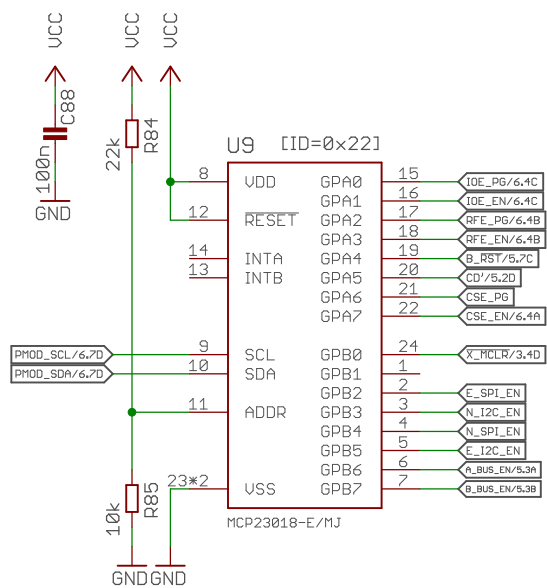 VCC
VCC
VCC
C88
100n
GND
22k
R84
U9 [ID=0x22]
8 VDD GPA0 15 IOE_PG/6.4C
GPA1 16 IOE_EN/6.4C
12 RESET GPA2 17 RFE_PG/6.4B
GPA3 18 RFE_EN/6.4B
14 INTA GPA4 19 B_RST/5.7C
13 INTB GPA5 20 CD'/5.2D
GPA6 21 CSE_PG
GPA7 22 CSE_EN/6.4A
PMOD_SCL/6.7D 9 SCL GPB0 24 X_MCLR/3.4D
PMOD_SDA/6.7D 10 SDA GPB1 1
GPB2 2 E_SPI_EN
11 ADDR GPB3 3 N_I2C_EN
GPB4 4 N_SPI_EN
GPB5 5 E_I2C_EN
GPB6 6 A_BUS_EN/5.3A
23*2 VSS GPB7 7 B_BUS_EN/5.3B
10k
R85
MCP23018-E/MJ
GND GND